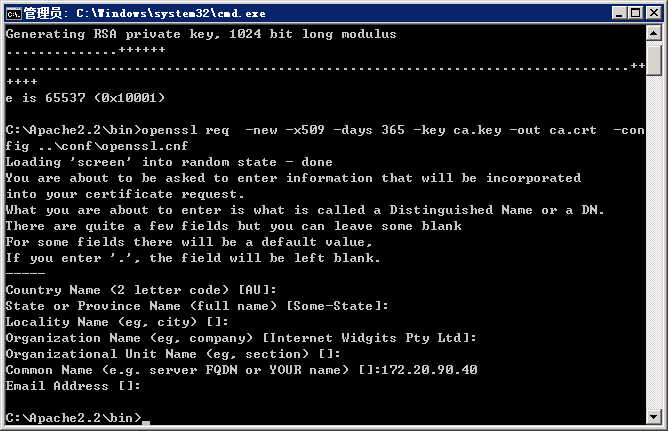 管理员: C:\Windows\system32\cmd.exe
Generating RSA private key, 1024 bit long modulus
..............++++++
...............................................................................++
++++
e is 65537 (0x10001)
C:\Apache2.2\bin>openssl req  -new -x509 -days 365 -key ca.key -out ca.crt  -con
fig ..\conf\openssl.cnf
Loading 'screen' into random state - done
You are about to be asked to enter information that will be incorporated
into your certificate request.
What you are about to enter is what is called a Distinguished Name or a DN.
There are quite a few fields but you can leave some blank
For some fields there will be a default value,
If you enter '.', the field will be left blank.
-----
Country Name (2 letter code) [AU]:
State or Province Name (full name) [Some-State]:
Locality Name (eg, city) []:
Organization Name (eg, company) [Internet Widgits Pty Ltd]:
Organizational Unit Name (eg, section) []:
Common Name (e.g. server FQDN or YOUR name) []:172.20.90.40
Email Address []:
C:\Apache2.2\bin>_